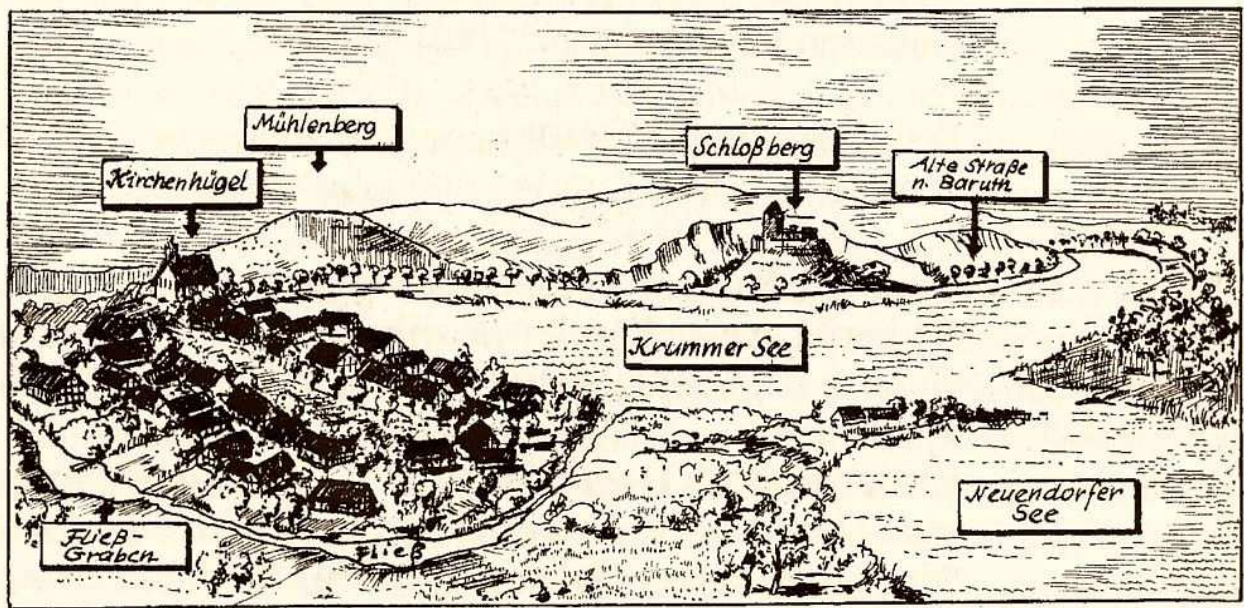 Mühlenberg
Kirchenhügel
Schloßberg
Alte Straße
n. Baruth
Krummer See
Neuendorfer
See
Fließ-
Graben
Fließ